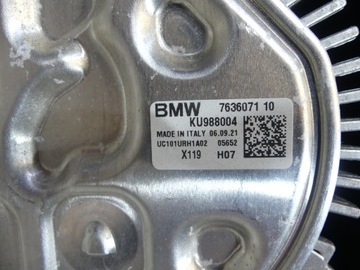 BMW 7636071 10
KU988004
MADE IN ITALY 06.09.21
UC101URH1A02 05652
X119 H07